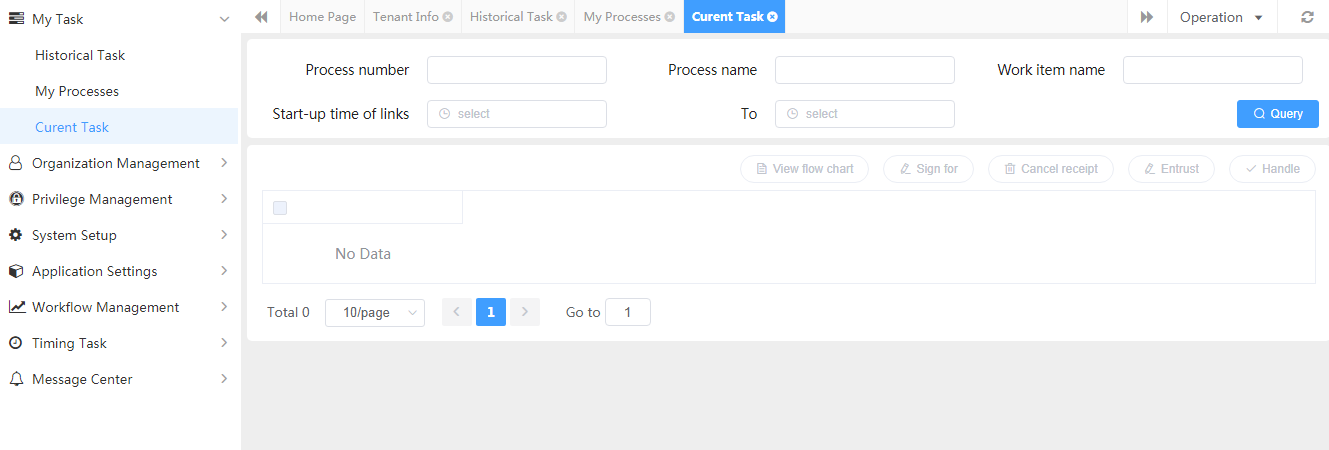 My Task
Historical Task
My Processes
Curent Task
Organization Management
Privilege Management
System Setup
Application Settings
Workflow Management
Timing Task
Message Center
Home Page Tenant Info Historical Task My Processes Curent Task Operation
Process number Process name Work item name
Start-up time of links select To select Query
View flow chart Sign for Cancel receipt Entrust Handle
No Data
Total 0 10/page 1 Go to 1